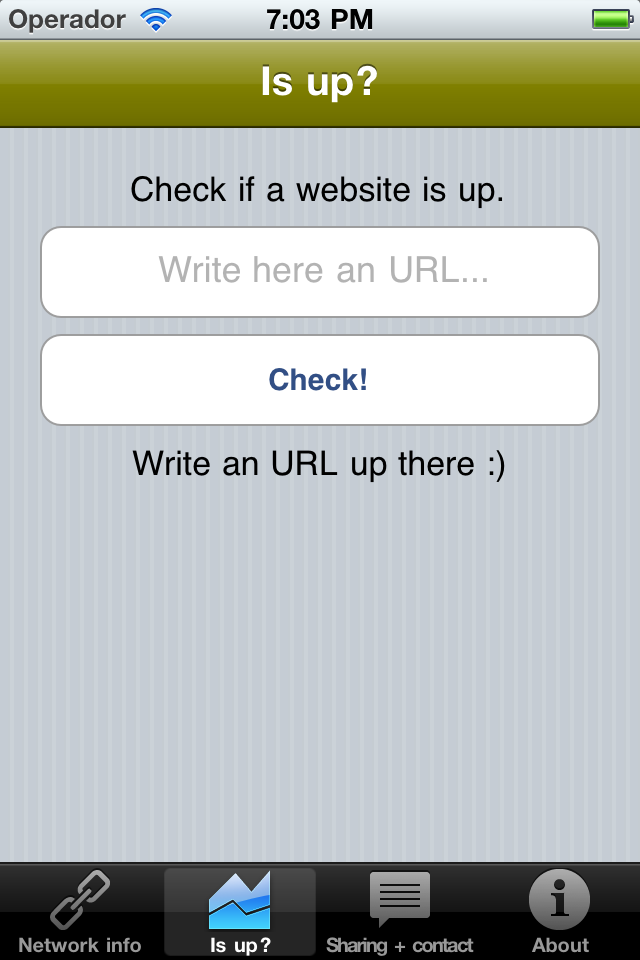 Operador 7:03 PM
Is up?
Check if a website is up.
Write here an URL...
Check!
Write an URL up there :)
Network info Is up? Sharing + contact About